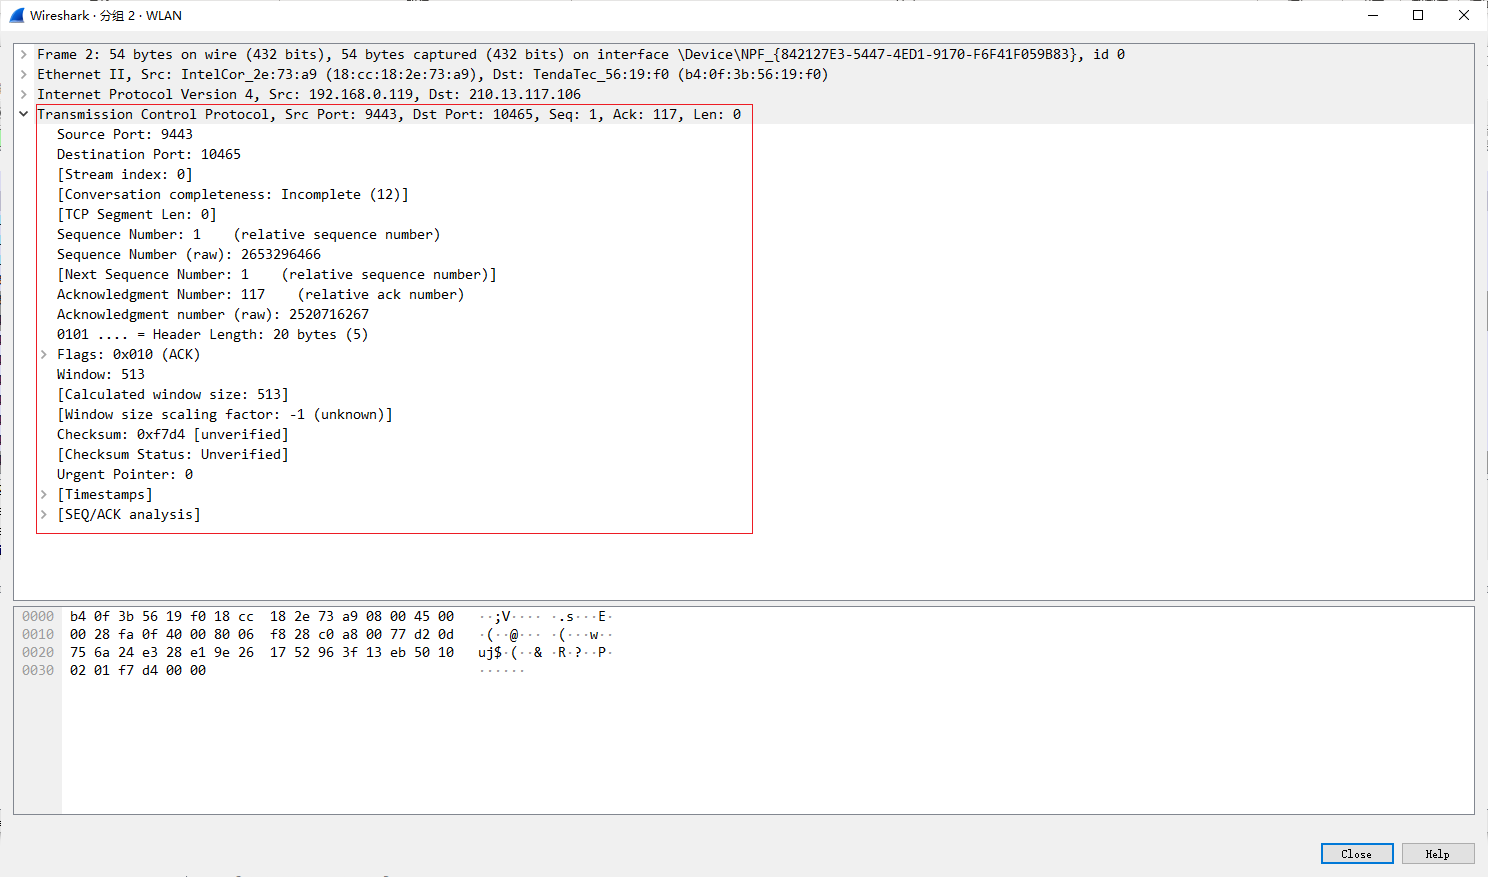 Wireshark · 分组 2 · WLAN
Frame 2: 54 bytes on wire (432 bits), 54 bytes captured (432 bits) on interface \Device\NPF_{842127E3-5447-4ED1-9170-F6F41F059B83}, id 0
Ethernet II, Src: IntelCor_2e:73:a9 (18:cc:18:2e:73:a9), Dst: TendaTec_56:19:f0 (b4:0f:3b:56:19:f0)
Internet Protocol Version 4, Src: 192.168.0.119, Dst: 210.13.117.106
Transmission Control Protocol, Src Port: 9443, Dst Port: 10465, Seq: 1, Ack: 117, Len: 0
Source Port: 9443
Destination Port: 10465
[Stream index: 0]
[Conversation completeness: Incomplete (12)]
[TCP Segment Len: 0]
Sequence Number: 1    (relative sequence number)
Sequence Number (raw): 2653296466
[Next Sequence Number: 1    (relative sequence number)]
Acknowledgment Number: 117    (relative ack number)
Acknowledgment number (raw): 2520716267
0101 .... = Header Length: 20 bytes (5)
Flags: 0x010 (ACK)
Window: 513
[Calculated window size: 513]
[Window size scaling factor: -1 (unknown)]
Checksum: 0xf7d4 [unverified]
[Checksum Status: Unverified]
Urgent Pointer: 0
[Timestamps]
[SEQ/ACK analysis]
0000  b4 0f 3b 56 19 f0 18 cc  18 2e 73 a9 08 00 45 00   ··;V···· ·.s···E·
0010  00 28 fa 0f 40 00 80 06  f8 28 c0 a8 00 77 d2 0d   ·(··@··· ·(···w··
0020  75 6a 24 e3 28 e1 9e 26  17 52 96 3f 13 eb 50 10   uj$·(··& ·R·?··P·
0030  02 01 f7 d4 00 00   ······
Close
Help